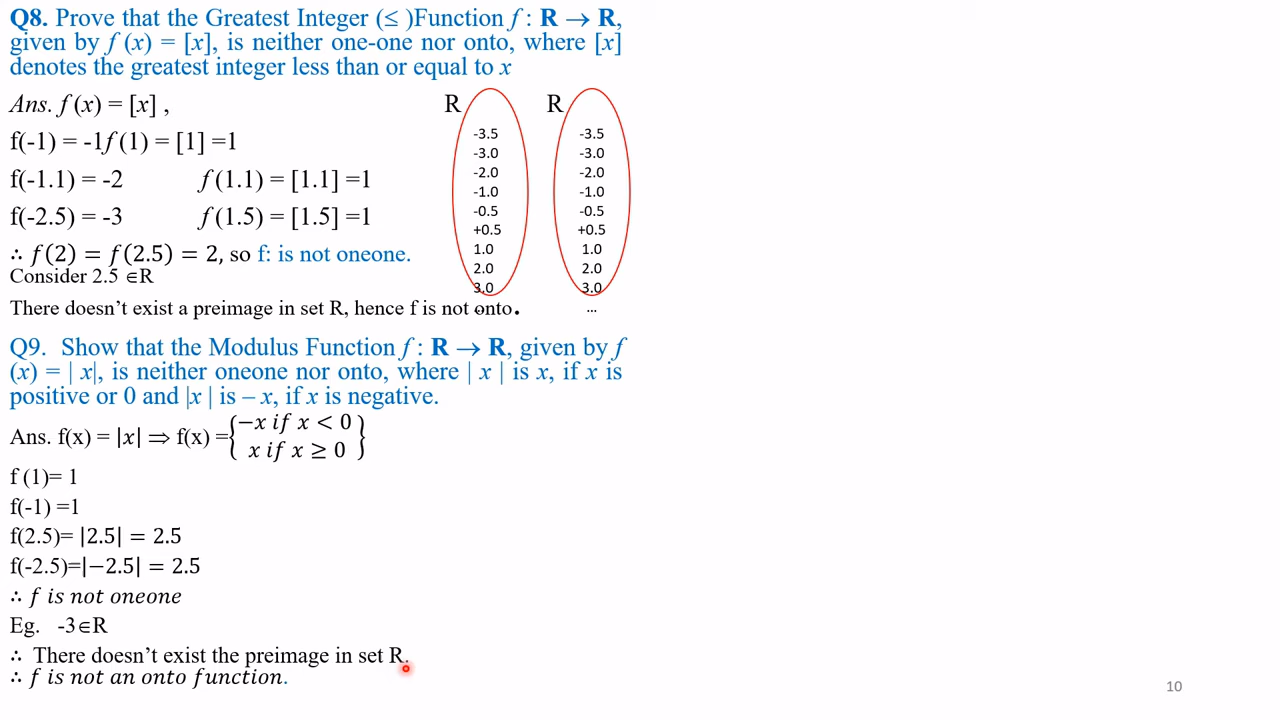 Q8. Prove that the Greatest Integer (≤ )Function f : R → R,
given by f (x) = [x], is neither one-one nor onto, where [x]
denotes the greatest integer less than or equal to x
Ans. f (x) = [x] ,
f(-1) = -1f (1) = [1] =1
f(-1.1) = -2 f (1.1) = [1.1] =1
f(-2.5) = -3 f (1.5) = [1.5] =1
∴ f(2) = f(2.5) = 2, so f: is not oneone.
Consider 2.5 ∈R
There doesn't exist a preimage in set R, hence f is not onto.
R
-3.5
-3.0
-2.0
-1.0
-0.5
+0.5
1.0
2.0
3.0
...
R
-3.5
-3.0
-2.0
-1.0
-0.5
+0.5
1.0
2.0
3.0
...
Q9. Show that the Modulus Function f : R → R, given by f
(x) = | x|, is neither oneone nor onto, where | x | is x, if x is
positive or 0 and |x | is – x, if x is negative.
Ans. f(x) = |x| ⇒ f(x) = {−x if x < 0
x if x ≥ 0}
f (1)= 1
f(-1) =1
f(2.5)= |2.5| = 2.5
f(-2.5)=|−2.5| = 2.5
∴ f is not oneone
Eg. -3∈R
∴ There doesn't exist the preimage in set R.
∴ f is not an onto function.
10